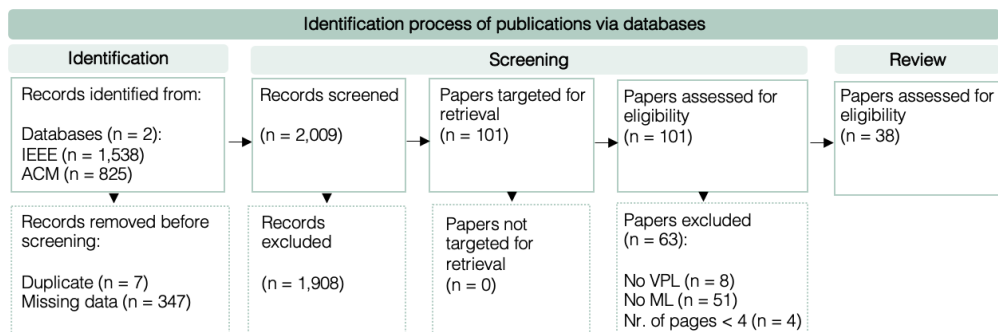 Identification process of publications via databases
Identification
Screening
Review
Records identified from:
Databases (n = 2):
IEEE (n = 1,538)
ACM (n = 825)
Records screened
(n = 2,009)
Papers targeted for
retrieval
(n = 101)
Papers assessed for
eligibility
(n = 101)
Papers assessed for
eligibility
(n = 38)
Records removed before
screening:
Duplicate (n = 7)
Missing data (n = 347)
Records
excluded
(n = 1,908)
Papers not
targeted for
retrieval
(n = 0)
Papers excluded
(n = 63):
No VPL (n = 8)
No ML (n = 51)
Nr. of pages < 4 (n = 4)